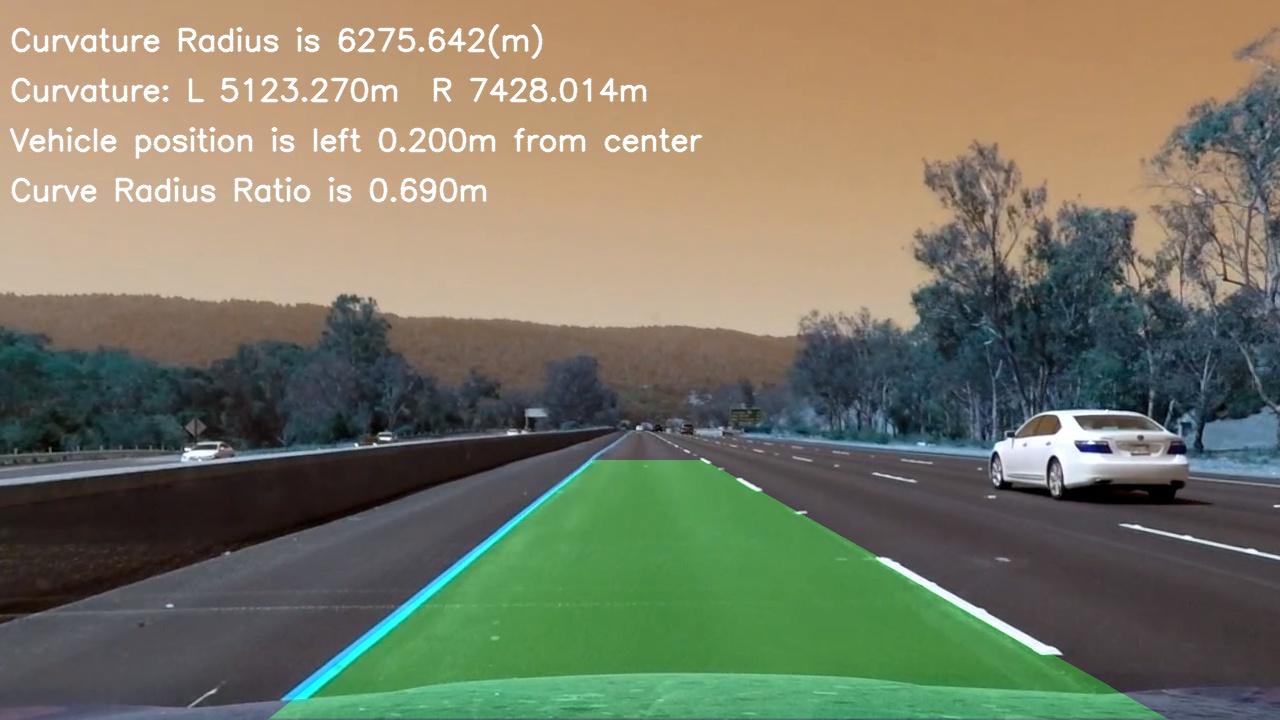 Curvature Radius is 6275.642(m)
Curvature: L 5123.270m R 7428.014m
Vehicle position is left 0.200m from center
Curve Radius Ratio is 0.690m